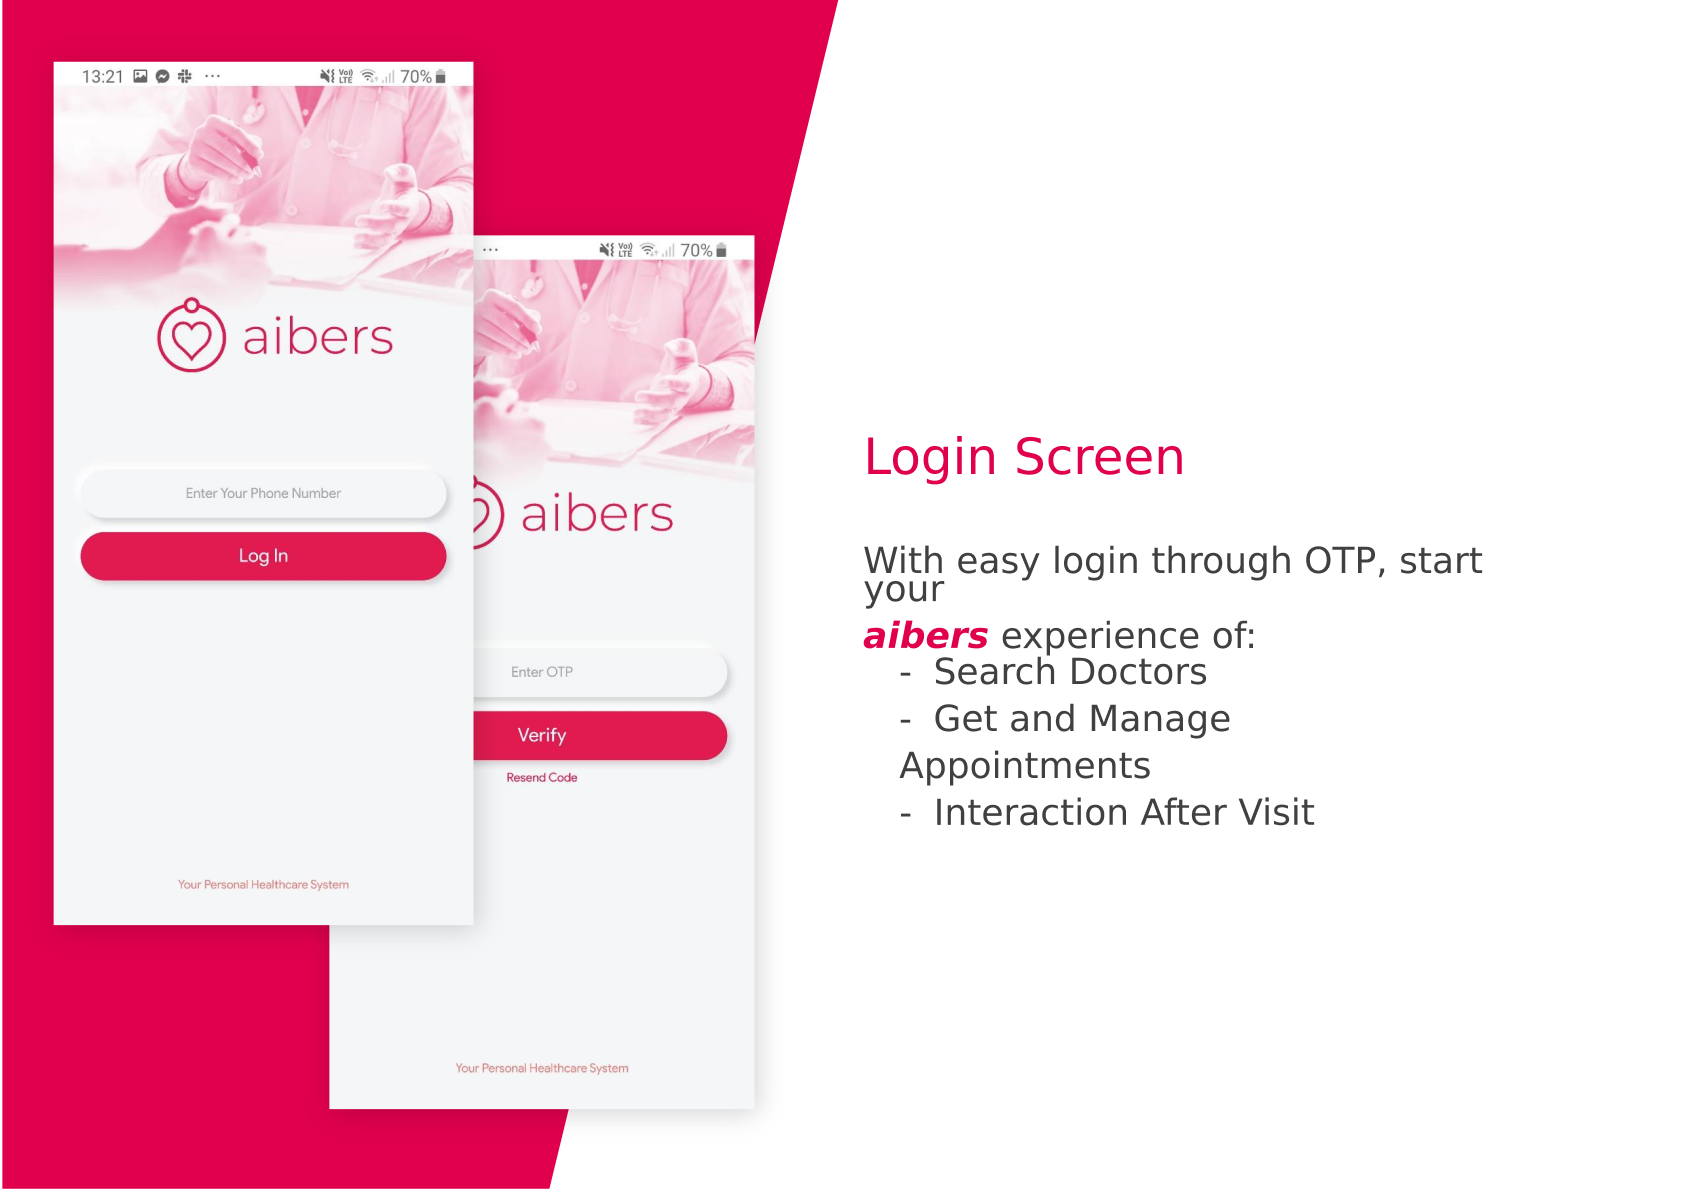 13:21
Vo) LTE
70%
aibers
Enter Your Phone Number
Log In
Your Personal Healthcare System
Vo) LTE
70%
aibers
Enter OTP
Verify
Resend Code
Your Personal Healthcare System
Login Screen
With easy login through OTP, start
your
aibers experience of:
- Search Doctors
- Get and Manage
Appointments
- Interaction After Visit